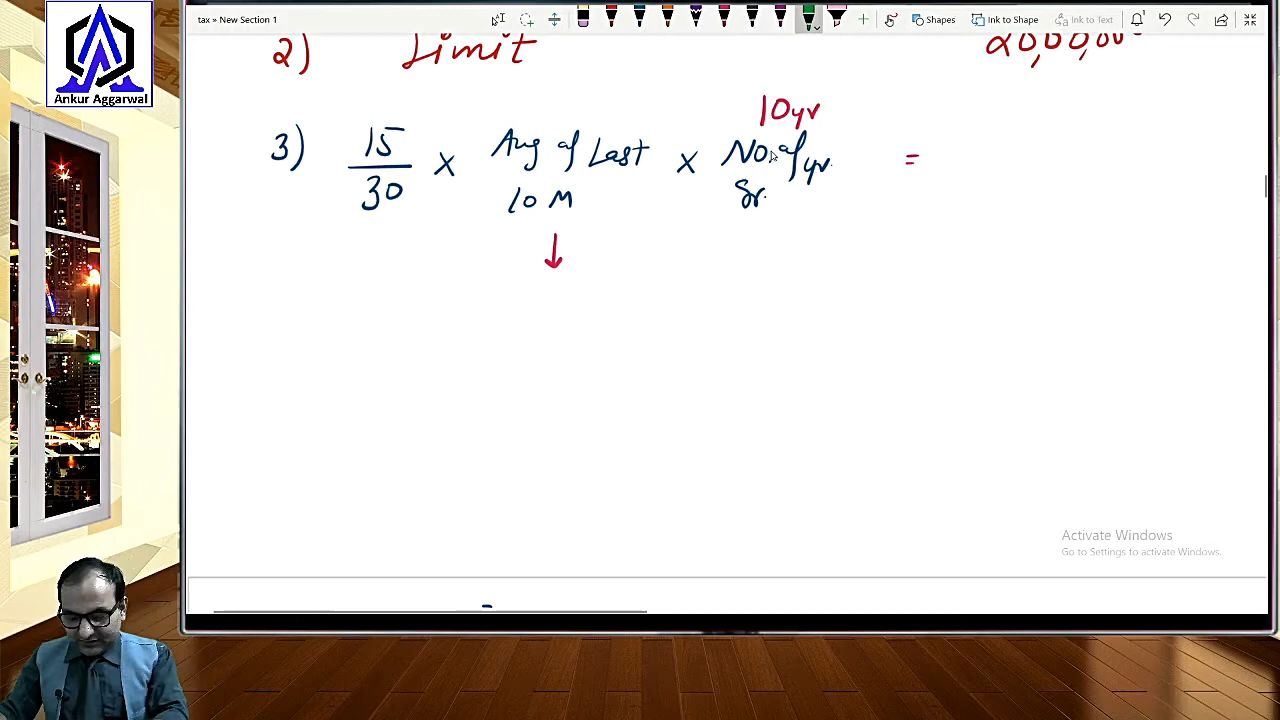 tax » New Section 1
Shapes
Ink to Shape
Ink to Text
Ankur Aggarwal
2) Limit 20,00,000
10yr
3) 15/30 x Avg of Last 10 M x No. of yr. Sr. =
↓
Activate Windows
Go to Settings to activate Windows.